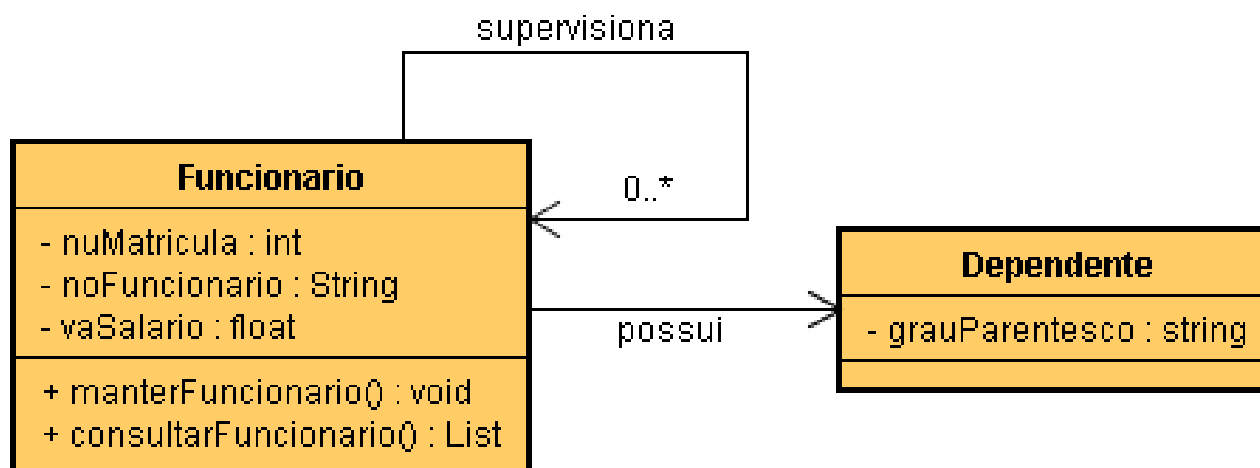 supervisiona
Funcionario
0..*
- nuMatricula : int
- noFuncionario : String
- vaSalario : float
+ manterFuncionario() : void
+ consultarFuncionario() : List
possui
Dependente
- grauParentesco : string